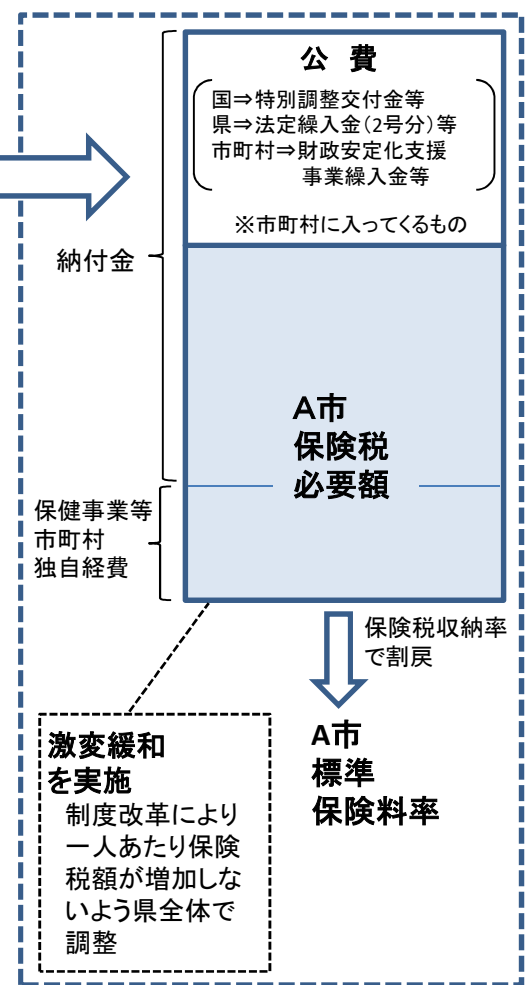 公 費
国⇒特別調整交付金等
県⇒法定繰入金(2号分)等
市町村⇒財政安定化支援
事業繰入金等
※市町村に入ってくるもの
納付金
A市
保険税
必要額
保健事業等
市町村
独自経費
保険税収納率
で割戻
激変緩和
を実施
制度改革により
一人あたり保険
税額が増加しな
いよう県全体で
調整
A市
標準
保険料率